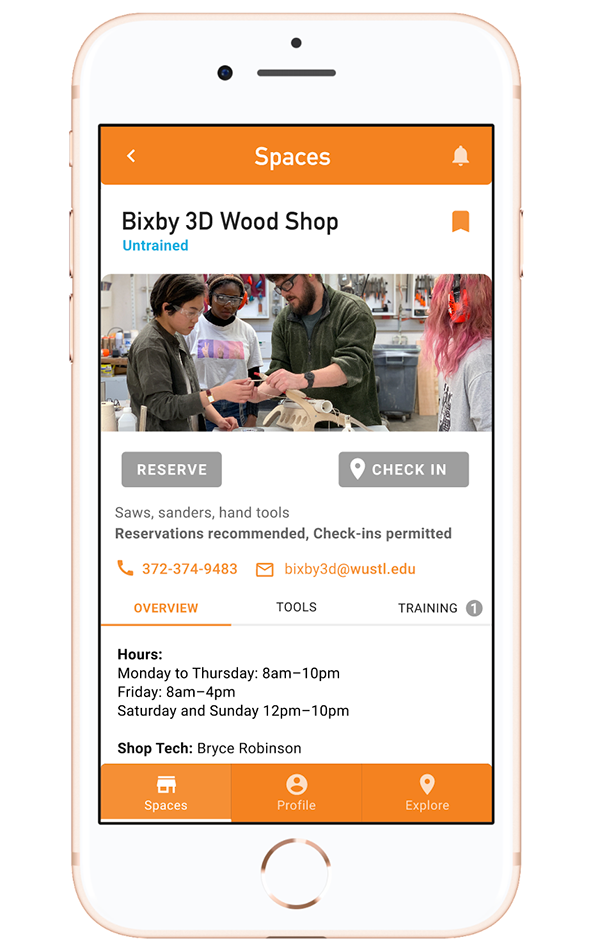 Spaces
Bixby 3D Wood Shop
Untrained
RESERVE
CHECK IN
Saws, sanders, hand tools
Reservations recommended, Check-ins permitted
372-374-9483 bixby3d@wustl.edu
OVERVIEW TOOLS TRAINING 1
Hours:
Monday to Thursday: 8am–10pm
Friday: 8am–4pm
Saturday and Sunday 12pm–10pm
Shop Tech: Bryce Robinson
Spaces Profile Explore